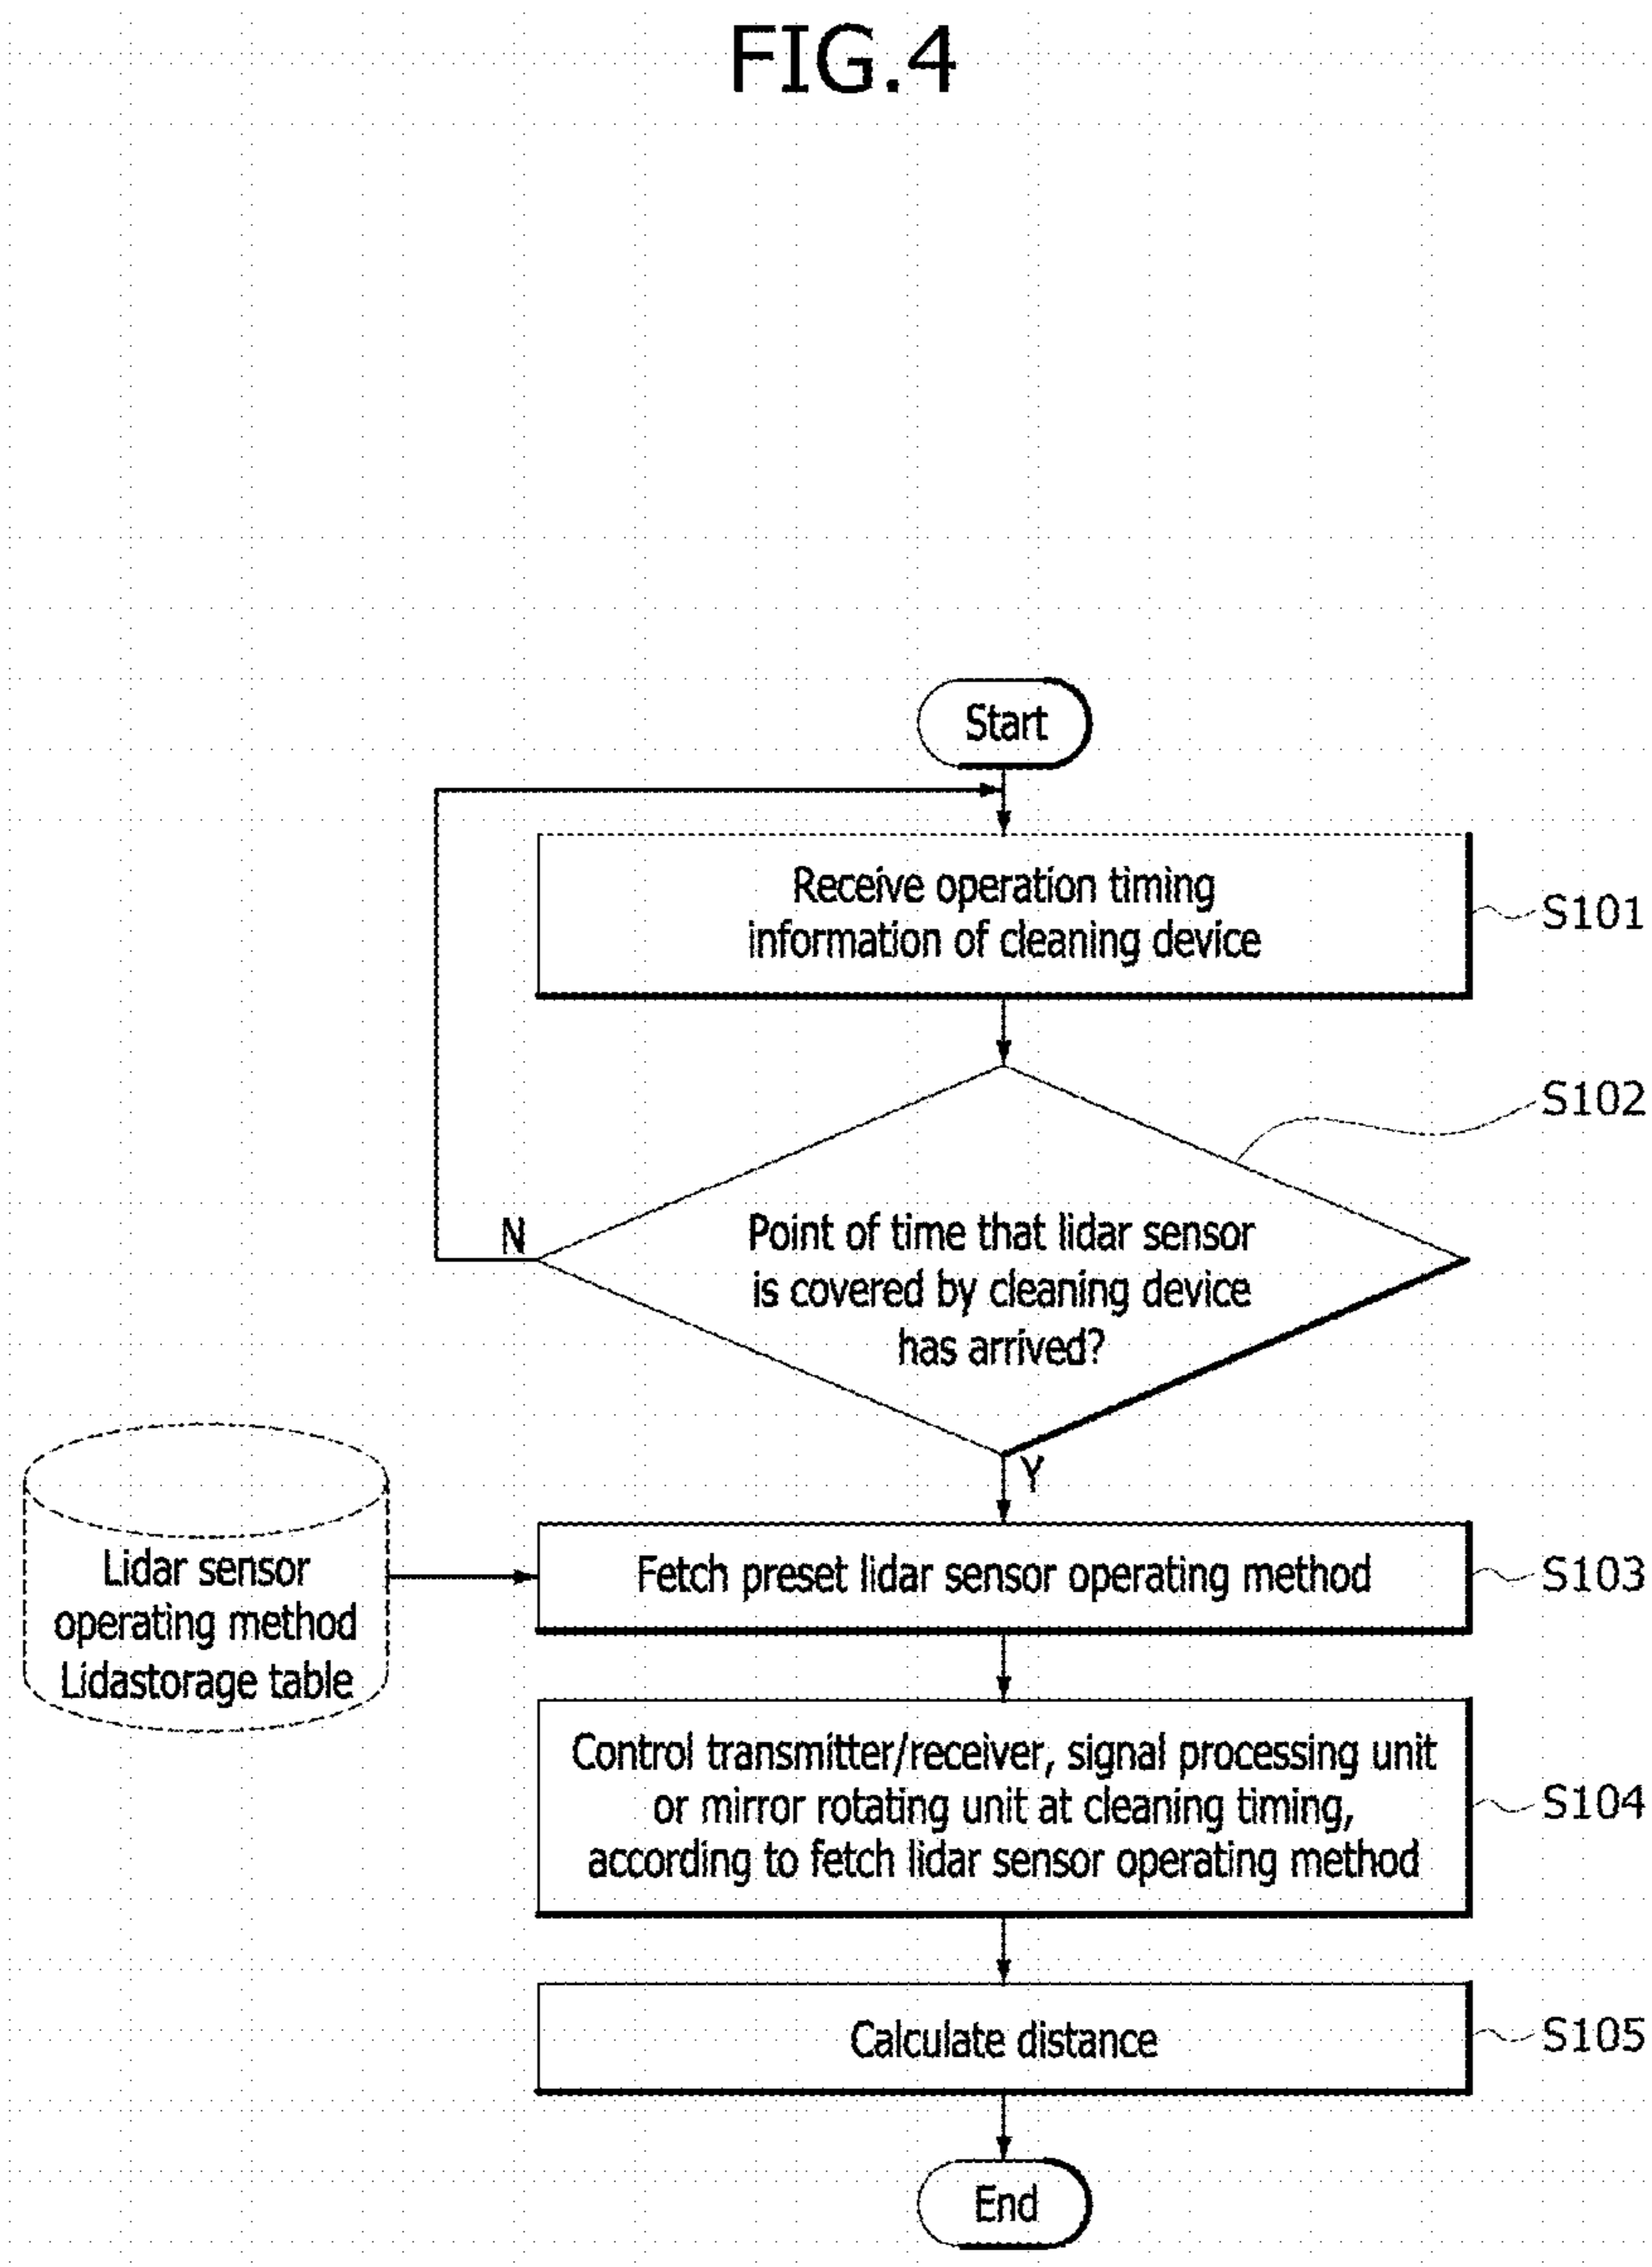 FIG.4
Start
Receive operation timing
information of cleaning device
S101
S102
N
Point of time that lidar sensor
is covered by cleaning device
has arrived?
Y
Lidar sensor
operating method
Lidastorage table
Fetch preset lidar sensor operating method
S103
Control transmitter/receiver, signal processing unit
or mirror rotating unit at cleaning timing,
according to fetch lidar sensor operating method
S104
Calculate distance
S105
End